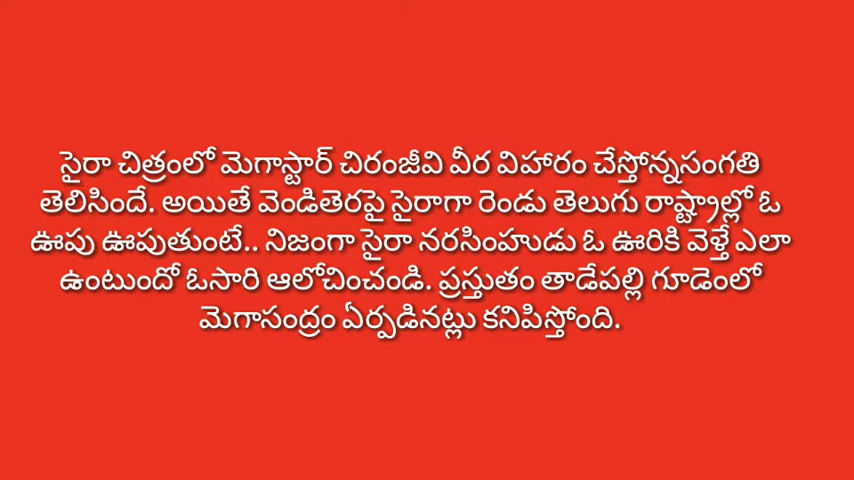 సైరా చిత్రంలో మెగాస్టార్ చిరంజీవి వీర విహారం చేస్తోన్నసంగతి
తెలిసిందే. అయితే వెండితెరపై సైరాగా రెండు తెలుగు రాష్ట్రాల్లో ఓ
ఊపు ఊపుతుంటే.. నిజంగా సైరా నరసింహుడు ఓ ఊరికి వెళ్తే ఎలా
ఉంటుందో ఓసారి ఆలోచించండి. ప్రస్తుతం తాడేపల్లి గూడెంలో
మెగాసంద్రం ఏర్పడినట్లు కనిపిస్తోంది.